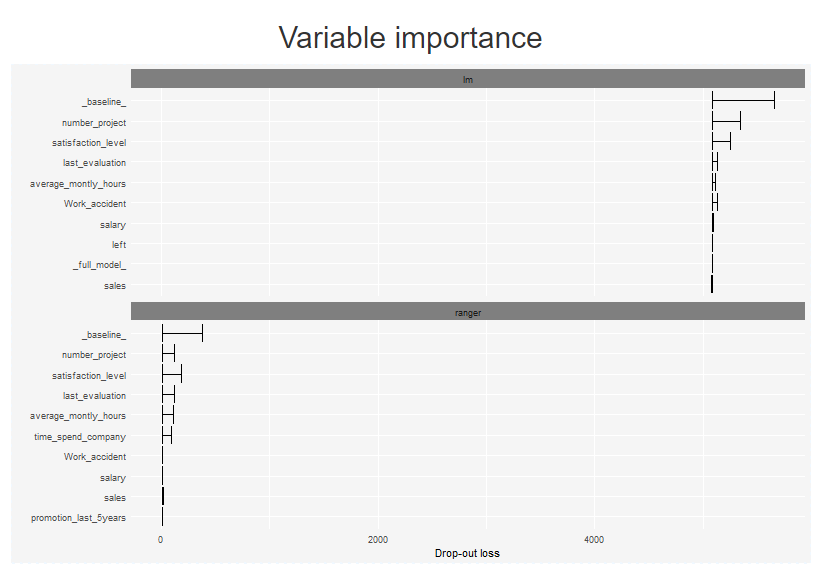 Variable importance
lm
_baseline_
number_project
satisfaction_level
last_evaluation
average_montly_hours
Work_accident
salary
left
_full_model_
sales
ranger
_baseline_
number_project
satisfaction_level
last_evaluation
average_montly_hours
time_spend_company
Work_accident
salary
sales
promotion_last_5years
0 2000 4000
Drop-out loss